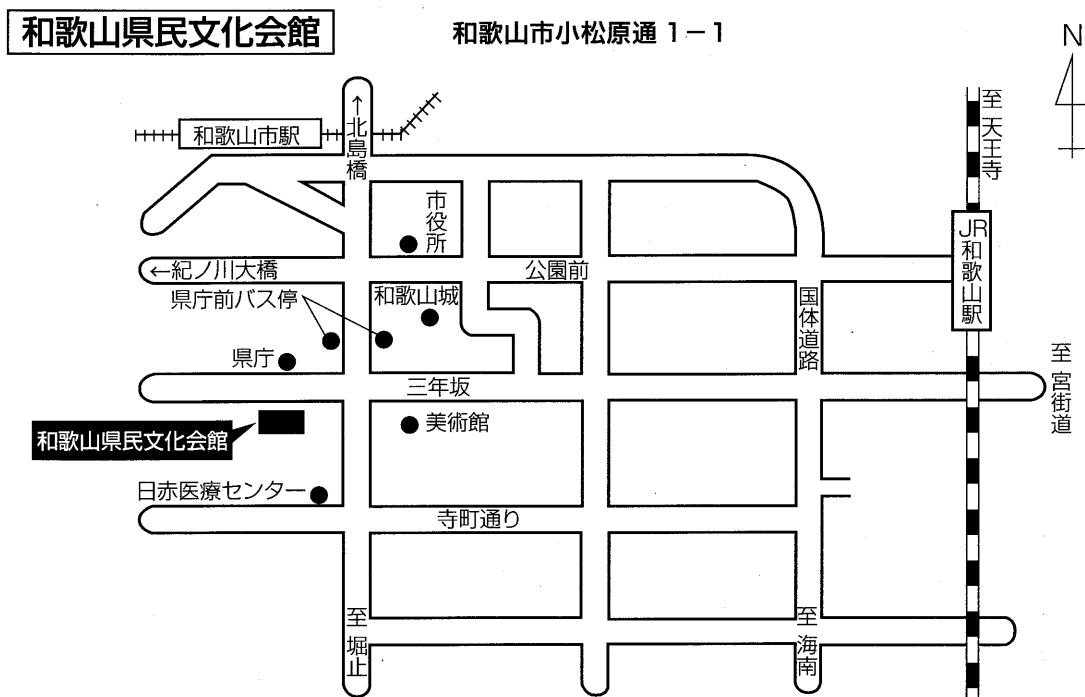 和歌山県民文化会館
和歌山市小松原通1－1
N
至 天王寺
和歌山市駅
←北島橋
市役所
JR和歌山駅
←紀ノ川大橋
公園前
県庁前バス停
和歌山城
国体道路
県庁
三年坂
至 宮街道
美術館
和歌山県民文化会館
日赤医療センター
寺町通り
至 堀止
至 海南